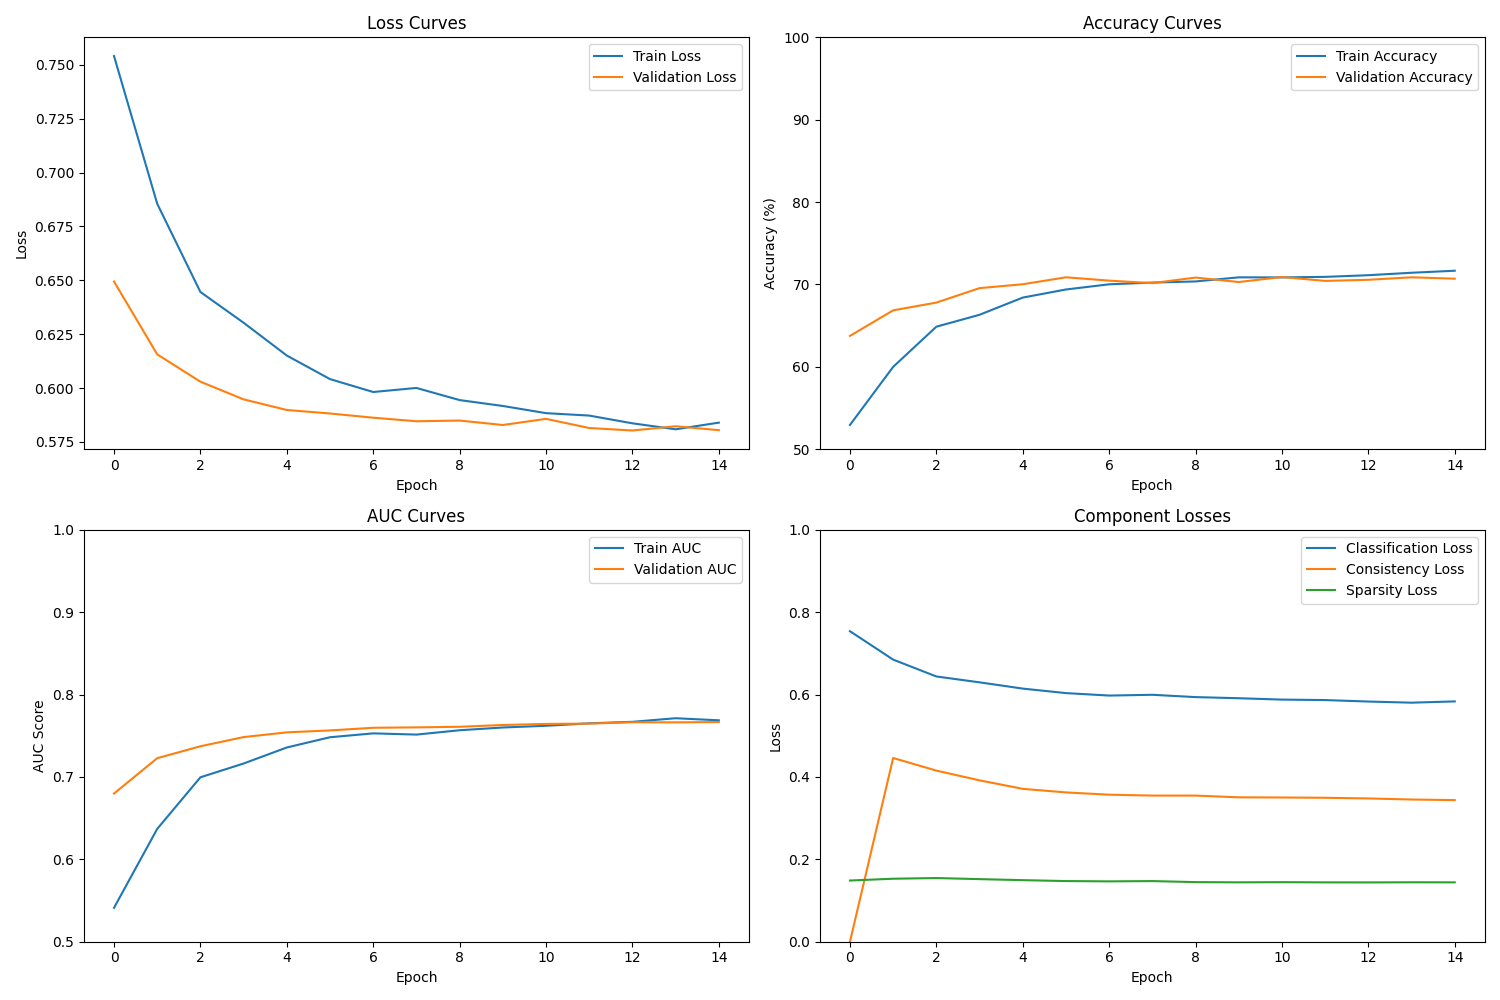 Loss Curves
0.750
0.725
0.700
0.675
0.650
0.625
0.600
0.575
Loss
Train Loss
Validation Loss
0 2 4 6 8 10 12 14
Epoch
Accuracy Curves
100
90
80
70
60
50
Accuracy (%)
Train Accuracy
Validation Accuracy
0 2 4 6 8 10 12 14
Epoch
AUC Curves
1.0
0.9
0.8
0.7
0.6
0.5
AUC Score
Train AUC
Validation AUC
0 2 4 6 8 10 12 14
Epoch
Component Losses
1.0
0.8
0.6
0.4
0.2
0.0
Loss
Classification Loss
Consistency Loss
Sparsity Loss
0 2 4 6 8 10 12 14
Epoch